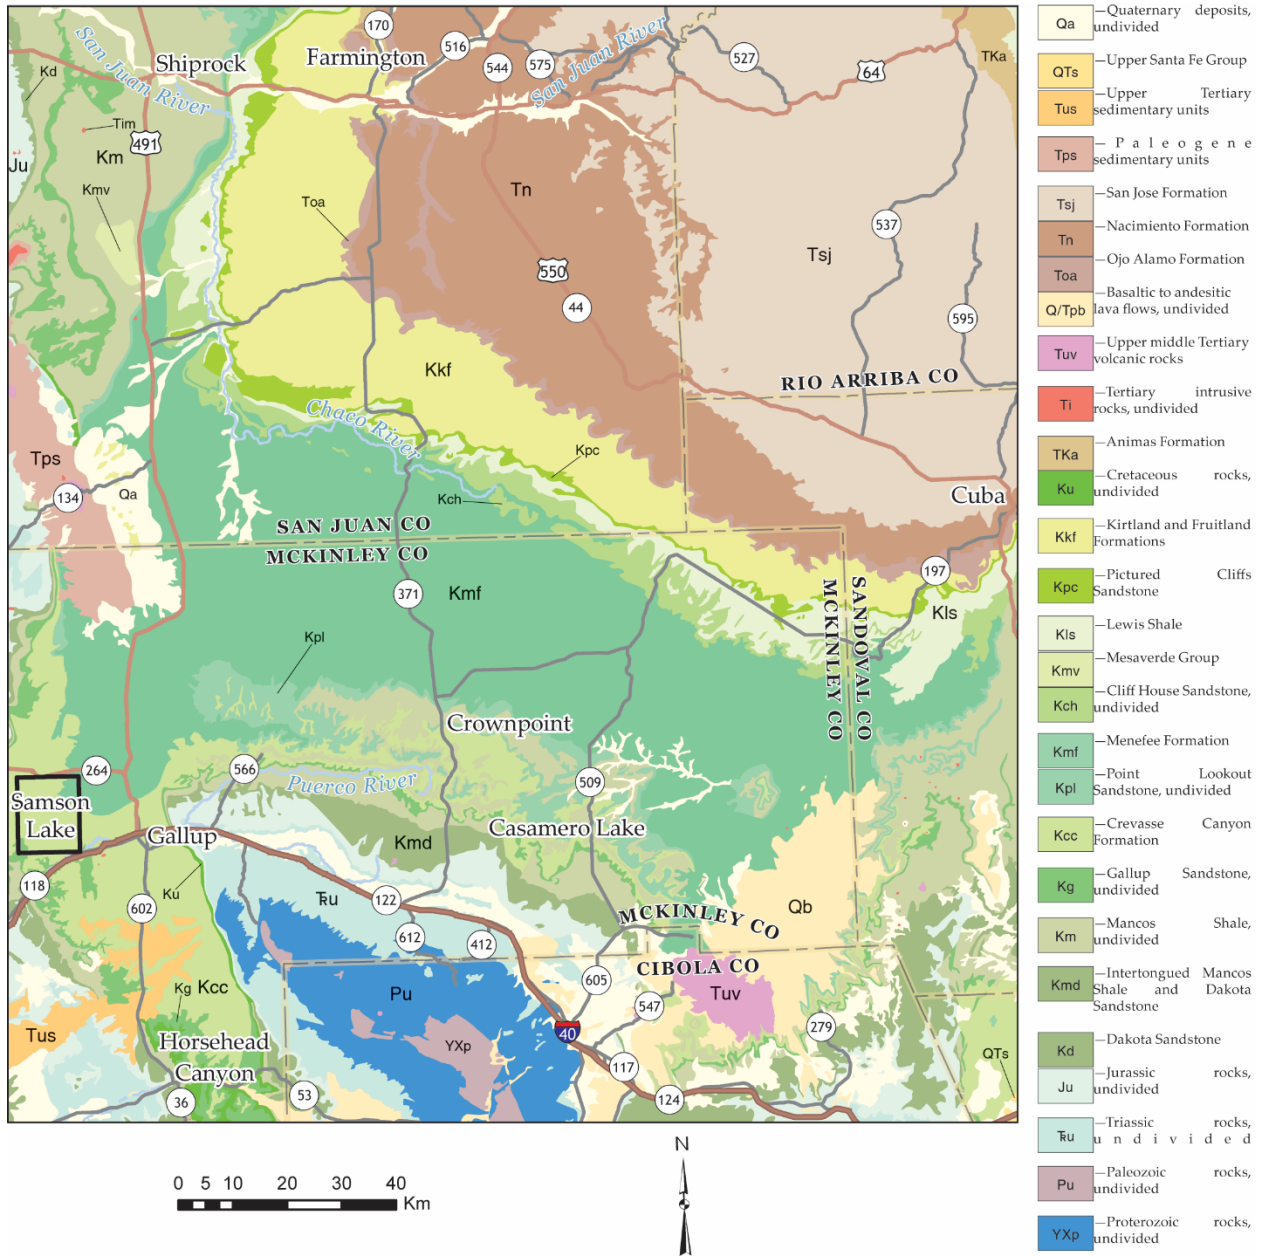 170
516
544
575
527
64
Farmington
Shiprock
San Juan River
San Juan River
TKa
Kd
Tim
491
Km
Ju
Kmv
Toa
Tn
537
Tsj
550
44
595
Kkf
RIO ARRIBA CO
Chaco River
Kpc
Tps
134
Qa
Kch
Cuba
SAN JUAN CO
MCKINLEY CO
197
371
Kmf
MCKINLEY CO
SANDOVAL CO
Kls
Kpl
Crownpoint
264
566
Puerco River
509
Samson
Lake
Gallup
Casamero Lake
Kmd
118
Ku
602
TRu
122
612
412
MCKINLEY CO
Qb
CIBOLA CO
605
Kg
Kcc
Pu
Tuv
547
Tus
YXp
40
279
Horsehead
Canyon
117
QTs
36
53
124
N
0 5 10 20 30 40
Km
Qa —Quaternary deposits,
undivided
QTs —Upper Santa Fe Group
Tus —Upper Tertiary
sedimentary units
Tps —Paleogene
sedimentary units
Tsj —San Jose Formation
Tn —Nacimiento Formation
Toa —Ojo Alamo Formation
Q/Tpb —Basaltic to andesitic
lava flows, undivided
Tuv —Upper middle Tertiary
volcanic rocks
Ti —Tertiary intrusive
rocks, undivided
TKa —Animas Formation
Ku —Cretaceous rocks,
undivided
Kkf —Kirtland and Fruitland
Formations
Kpc —Pictured Cliffs
Sandstone
Kls —Lewis Shale
Kmv —Mesaverde Group
Kch —Cliff House Sandstone,
undivided
Kmf —Menefee Formation
Kpl —Point Lookout
Sandstone, undivided
Kcc —Crevasse Canyon
Formation
Kg —Gallup Sandstone,
undivided
Km —Mancos Shale,
undivided
Kmd —Intertongued Mancos
Shale and Dakota
Sandstone
Kd —Dakota Sandstone
Ju —Jurassic rocks,
undivided
TRu —Triassic rocks,
undivided
Pu —Paleozoic rocks,
undivided
YXp —Proterozoic rocks,
undivided